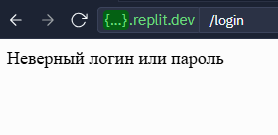 {...}.replit.dev /login
Неверный логин или пароль